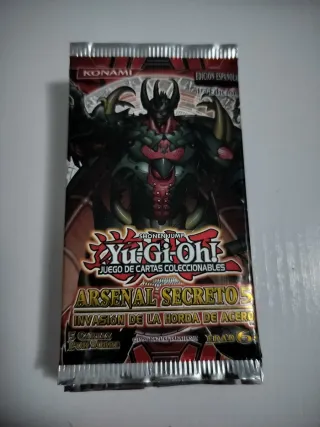 KONAMI
EDICIÓN ESPAÑOLA
SHONEN JUMP
Yu-Gi-Oh!
JUEGO DE CARTAS COLECCIONABLES
ARSENAL SECRETO 5
INVASIÓN DE LA HORDA DE ACERO